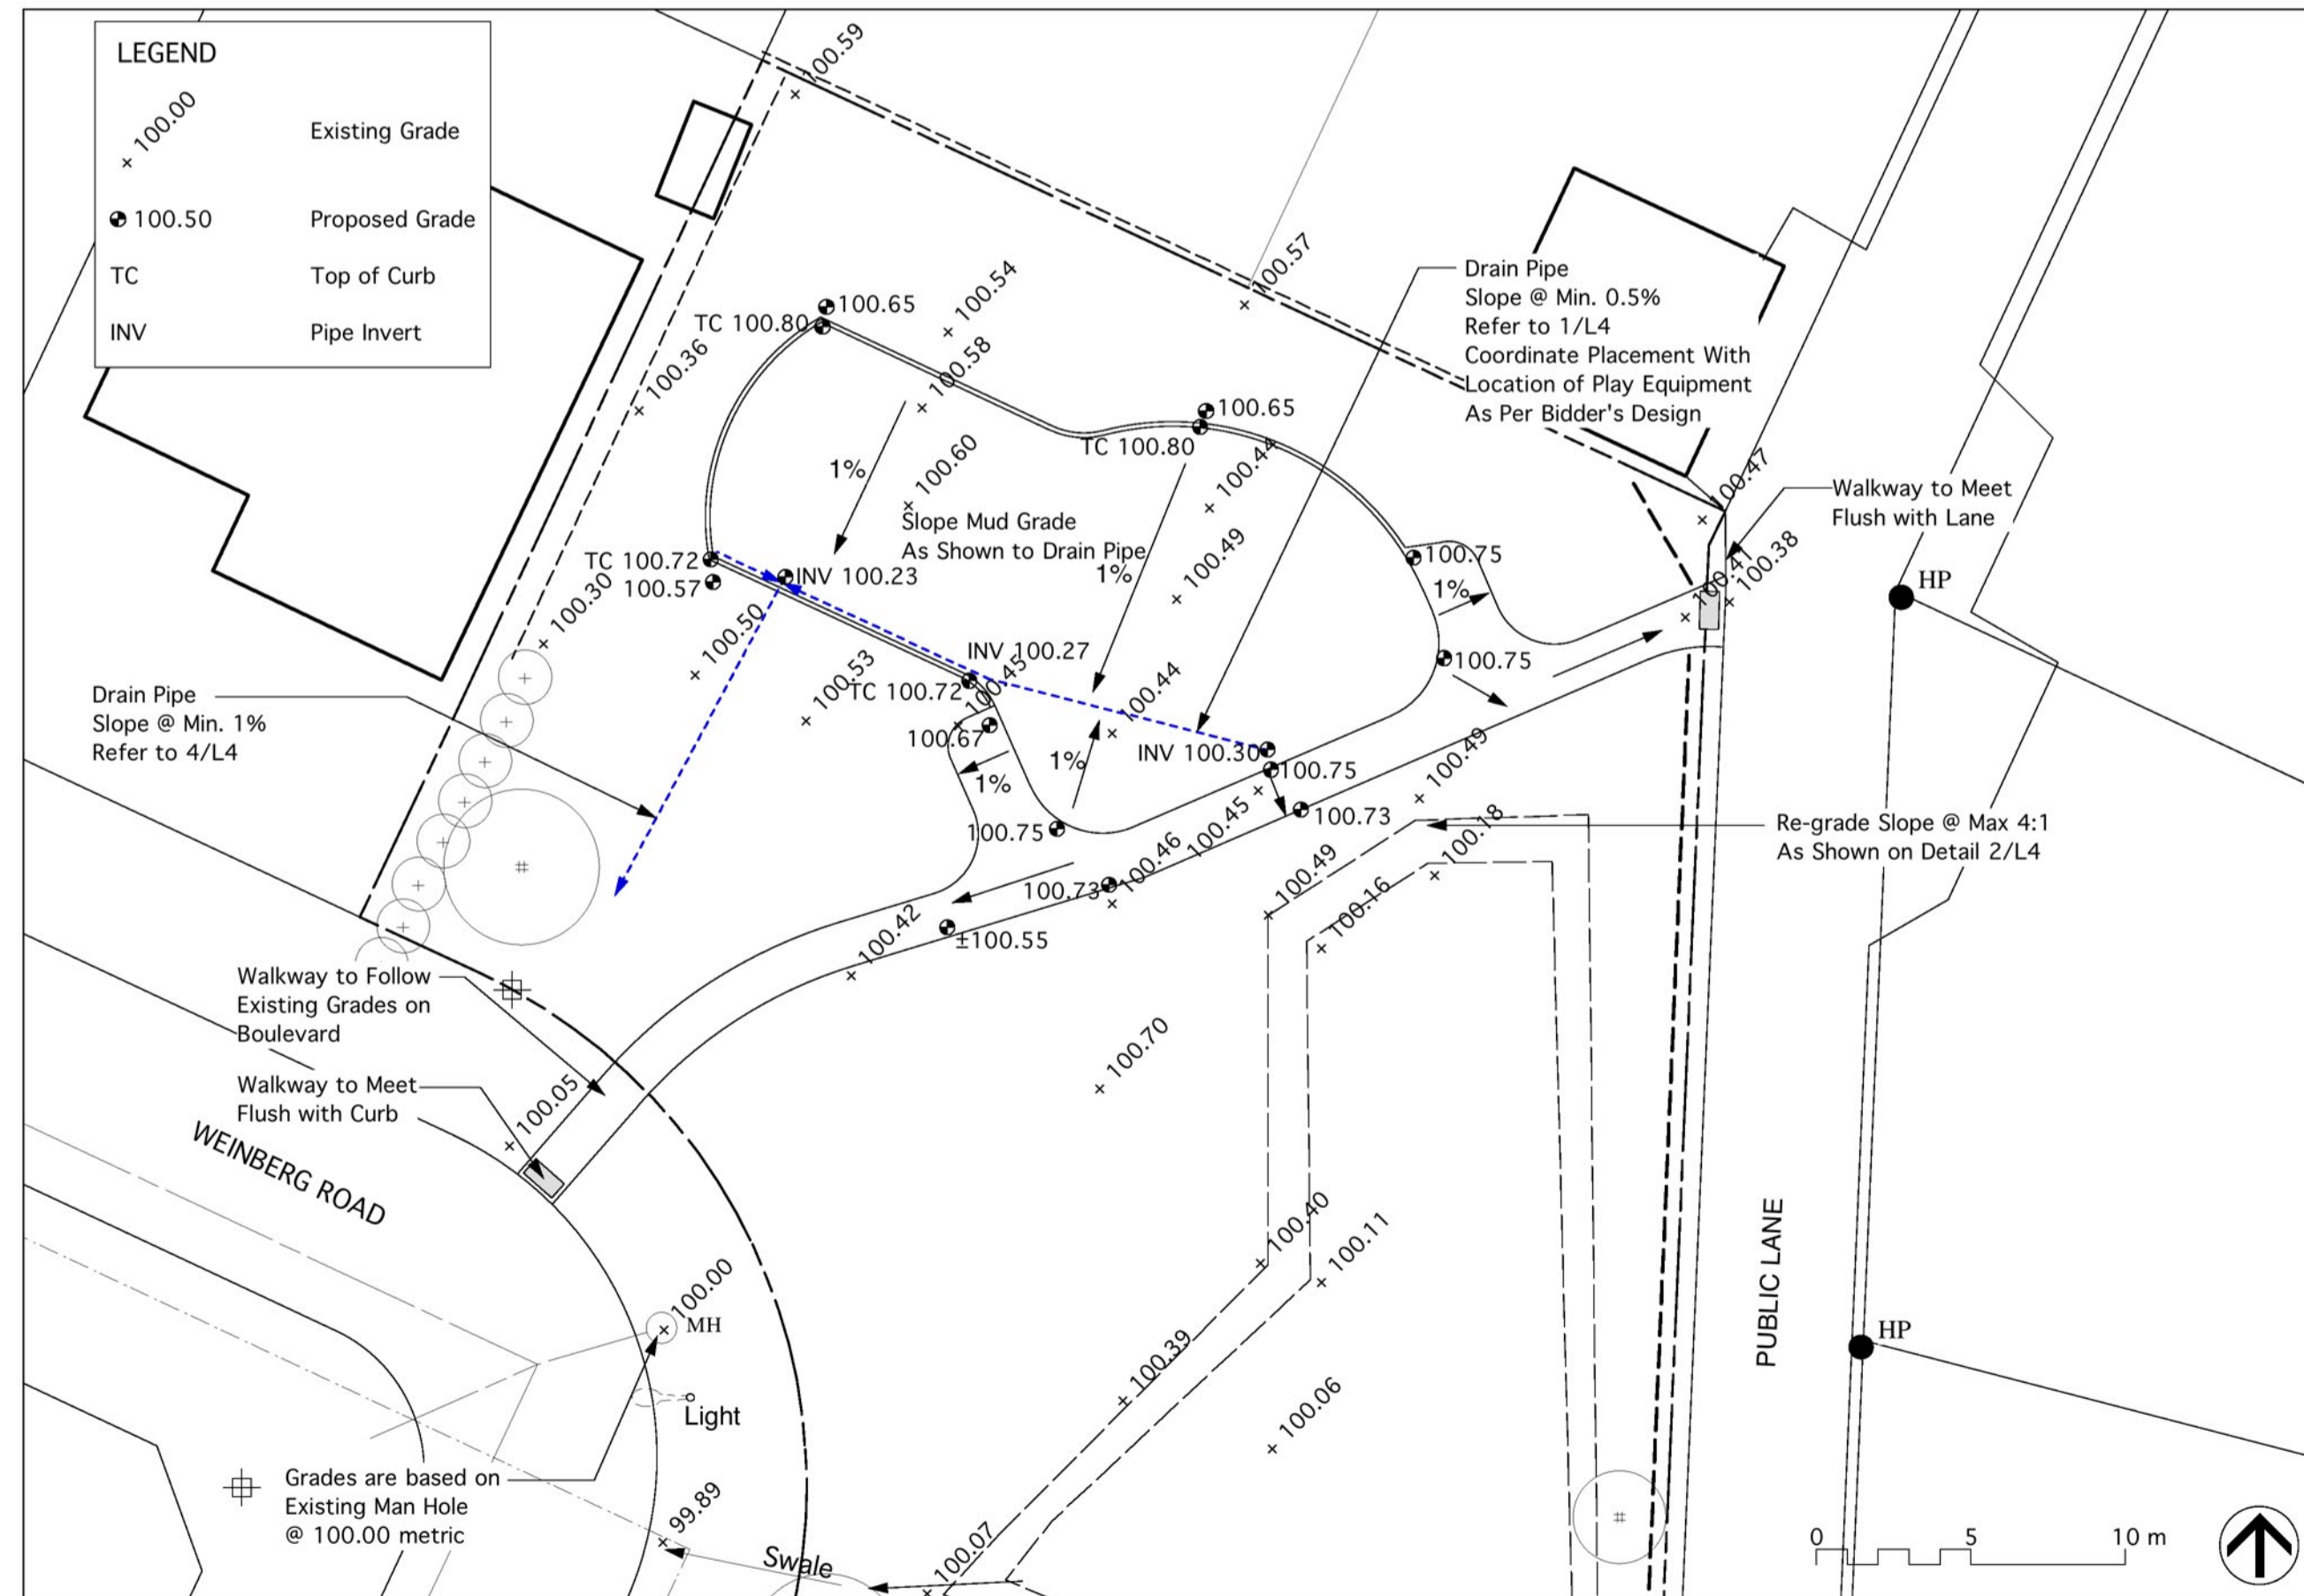 LEGEND
100.00 Existing Grade
100.50 Proposed Grade
TC Top of Curb
INV Pipe Invert
100.59
100.57
100.54
100.58
100.36
100.65
TC 100.80
100.60
1%
100.65
TC 100.80
100.44
100.49
1%
Slope Mud Grade
As Shown to Drain Pipe
Drain Pipe
Slope @ Min. 0.5%
Refer to 1/L4
Coordinate Placement With
Location of Play Equipment
As Per Bidder's Design
100.47
Walkway to Meet
Flush with Lane
100.41
100.38
HP
TC 100.72
100.57
INV 100.23
100.30
100.50
100.53
INV 100.27
100.45
TC 100.72
100.67
1%
100.44
1%
INV 100.30
100.75
100.75
1%
100.75
100.75
100.73
100.45
100.46
100.73
±100.55
100.42
100.49
100.18
100.49
100.16
Re-grade Slope @ Max 4:1
As Shown on Detail 2/L4
Drain Pipe
Slope @ Min. 1%
Refer to 4/L4
Walkway to Follow
Existing Grades on
Boulevard
Walkway to Meet
Flush with Curb
100.05
WEINBERG ROAD
100.70
100.40
100.11
100.39
100.06
100.00
MH
Light
Grades are based on
Existing Man Hole
@ 100.00 metric
99.89
Swale
100.07
PUBLIC LANE
HP
0 5 10 m